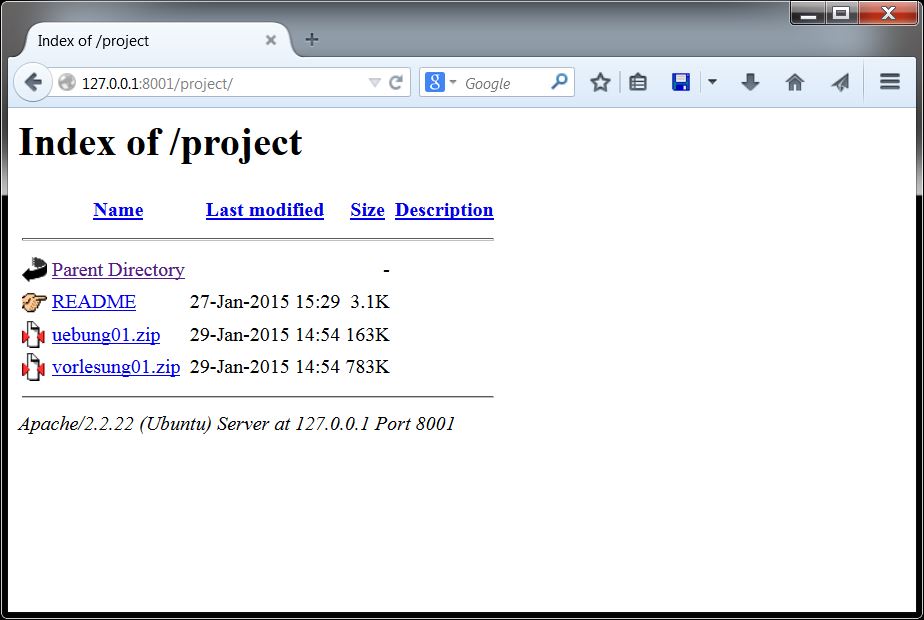 Index of /project
127.0.0.1:8001/project/
8 Google
Index of /project
Name Last modified Size Description
Parent Directory -
README 27-Jan-2015 15:29 3.1K
uebung01.zip 29-Jan-2015 14:54 163K
vorlesung01.zip 29-Jan-2015 14:54 783K
Apache/2.2.22 (Ubuntu) Server at 127.0.0.1 Port 8001